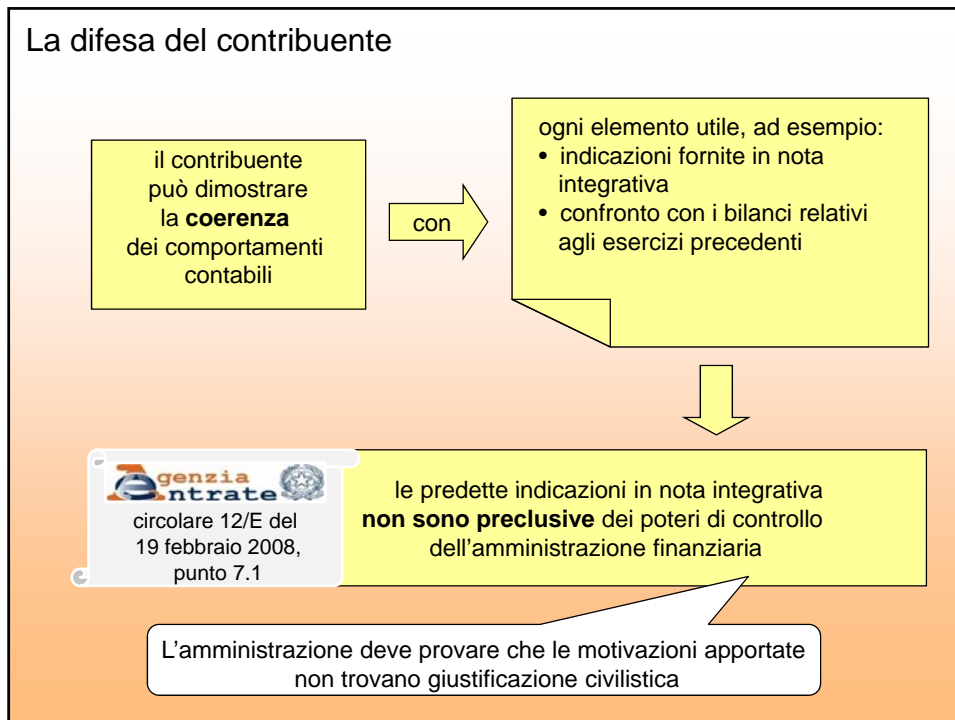 La difesa del contribuente
il contribuente
può dimostrare
la coerenza
dei comportamenti
contabili
con
ogni elemento utile, ad esempio:
• indicazioni fornite in nota
integrativa
• confronto con i bilanci relativi
agli esercizi precedenti
agenzia
entrate
circolare 12/E del
19 febbraio 2008,
punto 7.1
le predette indicazioni in nota integrativa
non sono preclusive dei poteri di controllo
dell'amministrazione finanziaria
L'amministrazione deve provare che le motivazioni apportate
non trovano giustificazione civilistica